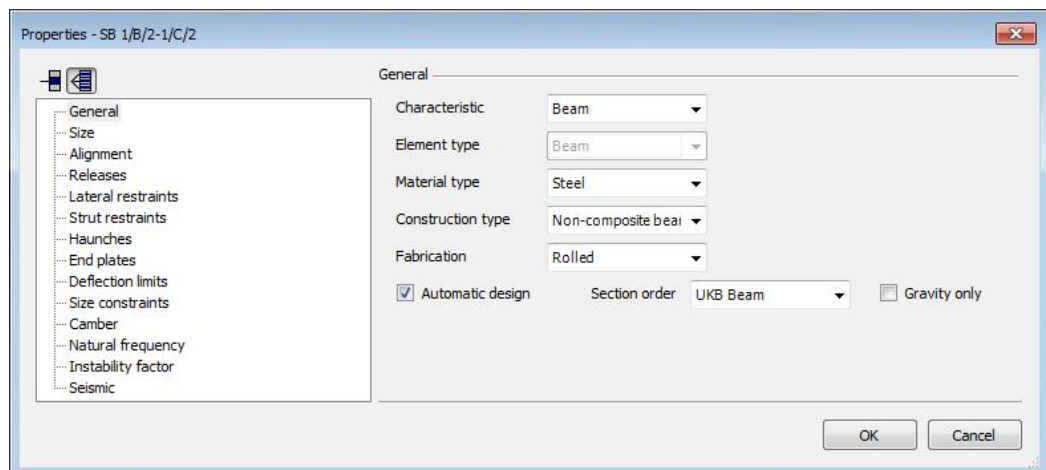 Properties - SB 1/B/2-1/C/2
General
Size
Alignment
Releases
Lateral restraints
Strut restraints
Haunches
End plates
Deflection limits
Size constraints
Camber
Natural frequency
Instability factor
Seismic
General
Characteristic Beam
Element type Beam
Material type Steel
Construction type Non-composite bear
Fabrication Rolled
Automatic design Section order UKB Beam Gravity only
OK Cancel